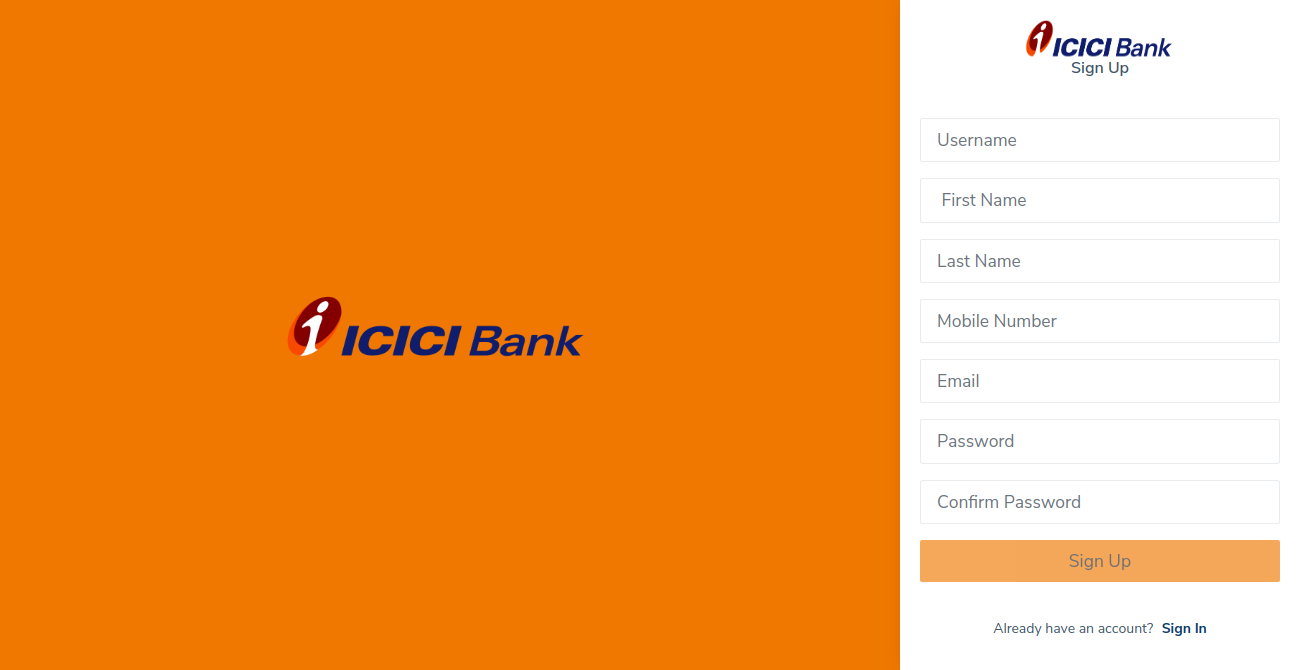 ICICI Bank
ICICI Bank
Sign Up
Username
First Name
Last Name
Mobile Number
Email
Password
Confirm Password
Sign Up
Already have an account? Sign In